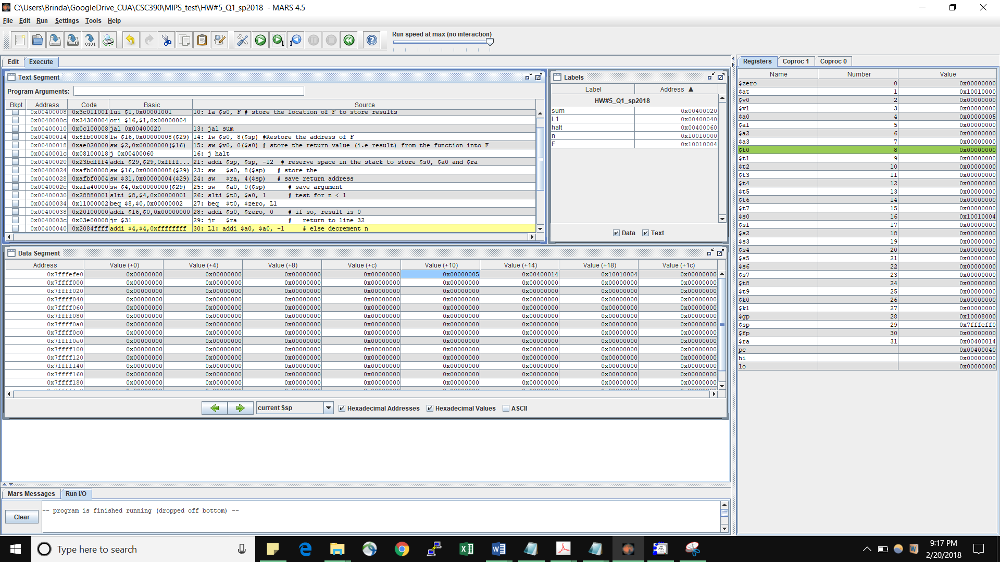 C:\Users\Brinda\GoogleDrive_CUA\CSC390\MIPS_test\HW#5_Q1_sp2018 - MARS 4.5
File Edit Run Settings Tools Help
Run speed at max (no interaction)
Edit Execute
Text Segment
Program Arguments:
Bkpt Address Code Basic Source
0x00400008 0x3c011001 lui $1,0x00001001 10: la $s0, F # store the location of F to store results
0x0040000c 0x34300004 ori $16,$1,0x00000004
0x00400010 0x0c100008 jal 0x00400020 13: jal sum
0x00400014 0x8fb00008 lw $16,0x00000008($29) 14: lw $s0, 8($sp) #Restore the address of F
0x00400018 0xae020000 sw $2,0x00000000($16) 15: sw $v0, 0($s0) # store the return value (i.e result) from the function into F
0x0040001c 0x08100018 j 0x00400060 16: j halt
0x00400020 0x23bdfff4 addi $29,$29,0xffff... 21: addi $sp, $sp, -12 # reserve space in the stack to store $s0, $a0 and $ra
0x00400024 0xafb00008 sw $16,0x00000008($29) 23: sw $s0, 8($sp) # store the
0x00400028 0xafbf0004 sw $31,0x00000004($29) 24: sw $ra, 4($sp) # save return address
0x0040002c 0xafa40000 sw $4,0x00000000($29) 25: sw $a0, 0($sp) # save argument
0x00400030 0x28880001 slti $8,$4,0x00000001 26: slti $t0, $a0, 1 # test for n < 1
0x00400034 0x11000002 beq $8,$0,0x00000002 27: beq $t0, $zero, L1
0x00400038 0x20100000 addi $16,$0,0x00000000 28: addi $s0, $zero, 0 # if so, result is 0
0x0040003c 0x03e00008 jr $31 29: jr $ra # return to line 32
0x00400040 0x2084ffff addi $4,$4,0xffffffff 30: L1: addi $a0, $a0, -1 # else decrement n
Labels
Label Address ▲
HW#5_Q1_sp2018
sum 0x00400020
L1 0x00400040
halt 0x00400060
n 0x10010000
F 0x10010004
Data Text
Data Segment
Address Value (+0) Value (+4) Value (+8) Value (+c) Value (+10) Value (+14) Value (+18) Value (+1c)
0x7fffefe0 0x00000000 0x00000000 0x00000000 0x00000000 0x00000005 0x00400014 0x10010004 0x00000000
0x7ffff000 0x00000000 0x00000000 0x00000000 0x00000000 0x00000000 0x00000000 0x00000000 0x00000000
0x7ffff020 0x00000000 0x00000000 0x00000000 0x00000000 0x00000000 0x00000000 0x00000000 0x00000000
0x7ffff040 0x00000000 0x00000000 0x00000000 0x00000000 0x00000000 0x00000000 0x00000000 0x00000000
0x7ffff060 0x00000000 0x00000000 0x00000000 0x00000000 0x00000000 0x00000000 0x00000000 0x00000000
0x7ffff080 0x00000000 0x00000000 0x00000000 0x00000000 0x00000000 0x00000000 0x00000000 0x00000000
0x7ffff0a0 0x00000000 0x00000000 0x00000000 0x00000000 0x00000000 0x00000000 0x00000000 0x00000000
0x7ffff0c0 0x00000000 0x00000000 0x00000000 0x00000000 0x00000000 0x00000000 0x00000000 0x00000000
0x7ffff0e0 0x00000000 0x00000000 0x00000000 0x00000000 0x00000000 0x00000000 0x00000000 0x00000000
0x7ffff100 0x00000000 0x00000000 0x00000000 0x00000000 0x00000000 0x00000000 0x00000000 0x00000000
0x7ffff120 0x00000000 0x00000000 0x00000000 0x00000000 0x00000000 0x00000000 0x00000000 0x00000000
0x7ffff140 0x00000000 0x00000000 0x00000000 0x00000000 0x00000000 0x00000000 0x00000000 0x00000000
0x7ffff160 0x00000000 0x00000000 0x00000000 0x00000000 0x00000000 0x00000000 0x00000000 0x00000000
0x7ffff180 0x00000000 0x00000000 0x00000000 0x00000000 0x00000000 0x00000000 0x00000000 0x00000000
current $sp Hexadecimal Addresses Hexadecimal Values ASCII
Mars Messages Run I/O
Clear
-- program is finished running (dropped off bottom) --
Registers Coproc 1 Coproc 0
Name Number Value
$zero 0 0x00000000
$at 1 0x10010000
$v0 2 0x00000000
$v1 3 0x00000000
$a0 4 0x00000005
$a1 5 0x00000000
$a2 6 0x00000000
$a3 7 0x00000000
$t0 8 0x00000000
$t1 9 0x00000000
$t2 10 0x00000000
$t3 11 0x00000000
$t4 12 0x00000000
$t5 13 0x00000000
$t6 14 0x00000000
$t7 15 0x00000000
$s0 16 0x10010004
$s1 17 0x00000000
$s2 18 0x00000000
$s3 19 0x00000000
$s4 20 0x00000000
$s5 21 0x00000000
$s6 22 0x00000000
$s7 23 0x00000000
$t8 24 0x00000000
$t9 25 0x00000000
$k0 26 0x00000000
$k1 27 0x00000000
$gp 28 0x10008000
$sp 29 0x7fffeff0
$fp 30 0x00000000
$ra 31 0x00400014
pc 0x00400040
hi 0x00000000
lo 0x00000000
Type here to search
9:17 PM
2/20/2018